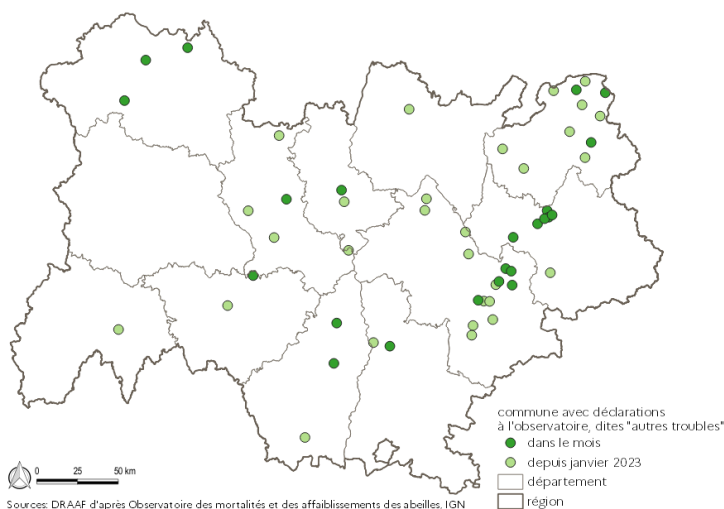 commune avec déclarations
à l'observatoire, dites "autres troubles"
dans le mois
depuis janvier 2023
département
région
0 25 50 km
Sources: DRAAF d'après Observatoire des mortalités et des affaiblissements des abeilles, IGN